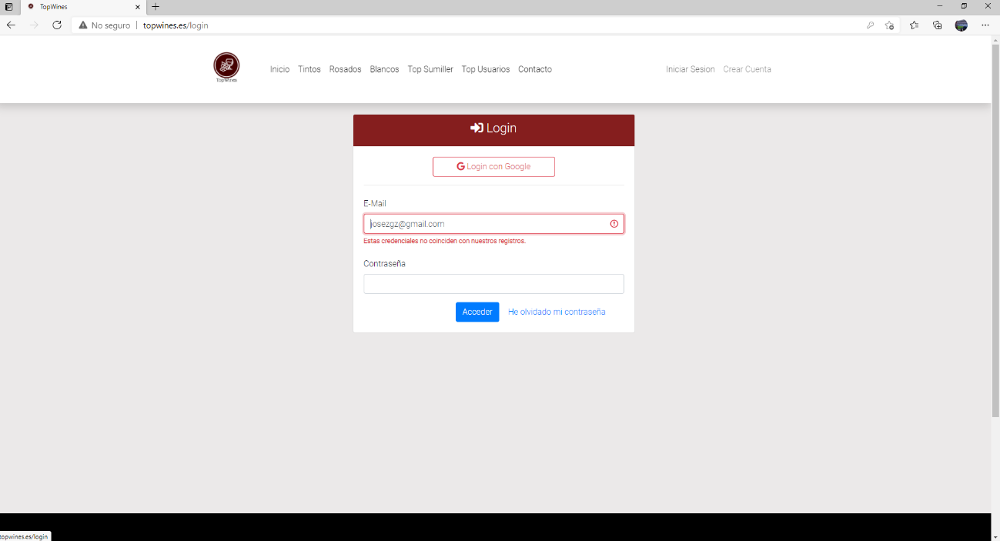 TopWines
No seguro | topwines.es/login
TopWines
Inicio Tintos Rosados Blancos Top Sumiller Top Usuarios Contacto Iniciar Sesion Crear Cuenta
Login
Login con Google
E-Mail
josezgz@gmail.com
Estas credenciales no coinciden con nuestros registros.
Contraseña
Acceder He olvidado mi contraseña
topwines.es/login